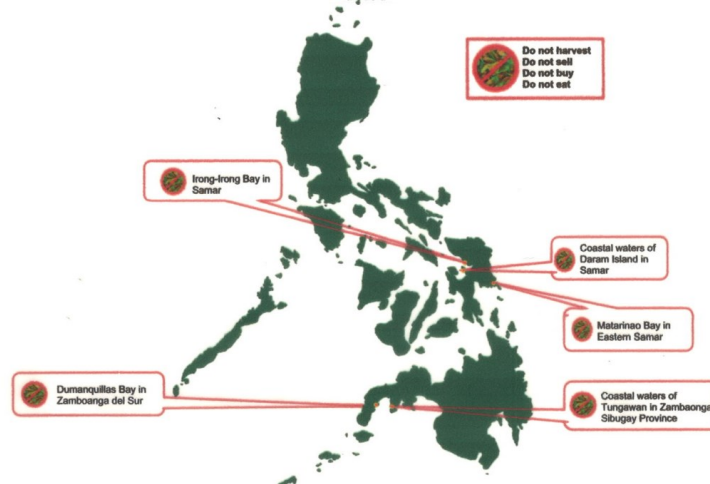 Do not harvest
Do not sell
Do not buy
Do not eat
Irong-Irong Bay in
Samar
Coastal waters of
Daram Island in
Samar
Matarinao Bay in
Eastern Samar
Dumanquillas Bay in
Zamboanga del Sur
Coastal waters of
Tungawan in Zambaonga
Sibugay Province